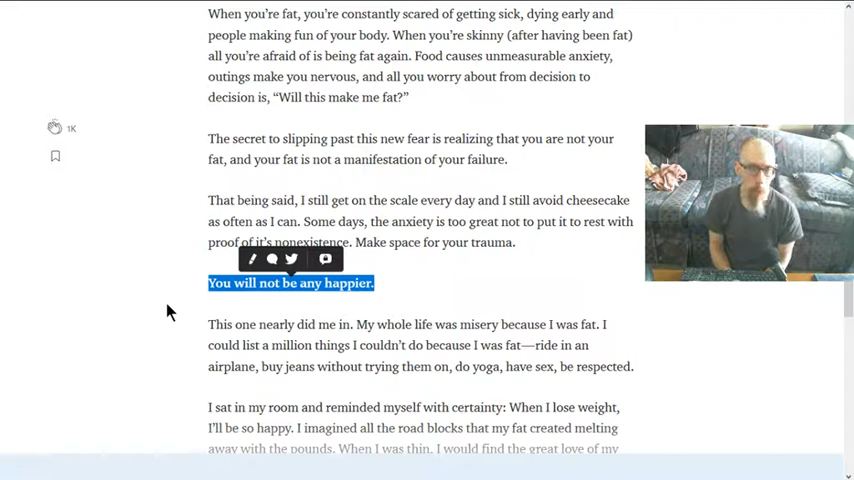 When you're fat, you're constantly scared of getting sick, dying early and
people making fun of your body. When you're skinny (after having been fat)
all you're afraid of is being fat again. Food causes unmeasurable anxiety,
outings make you nervous, and all you worry about from decision to
decision is, “Will this make me fat?”
1K
The secret to slipping past this new fear is realizing that you are not your
fat, and your fat is not a manifestation of your failure.
That being said, I still get on the scale every day and I still avoid cheesecake
as often as I can. Some days, the anxiety is too great not to put it to rest with
proof of it's nonexistence. Make space for your trauma.
You will not be any happier.
This one nearly did me in. My whole life was misery because I was fat. I
could list a million things I couldn't do because I was fat—ride in an
airplane, buy jeans without trying them on, do yoga, have sex, be respected.
I sat in my room and reminded myself with certainty: When I lose weight,
I'll be so happy. I imagined all the road blocks that my fat created melting
away with the pounds. When I was thin, I would find the great love of my